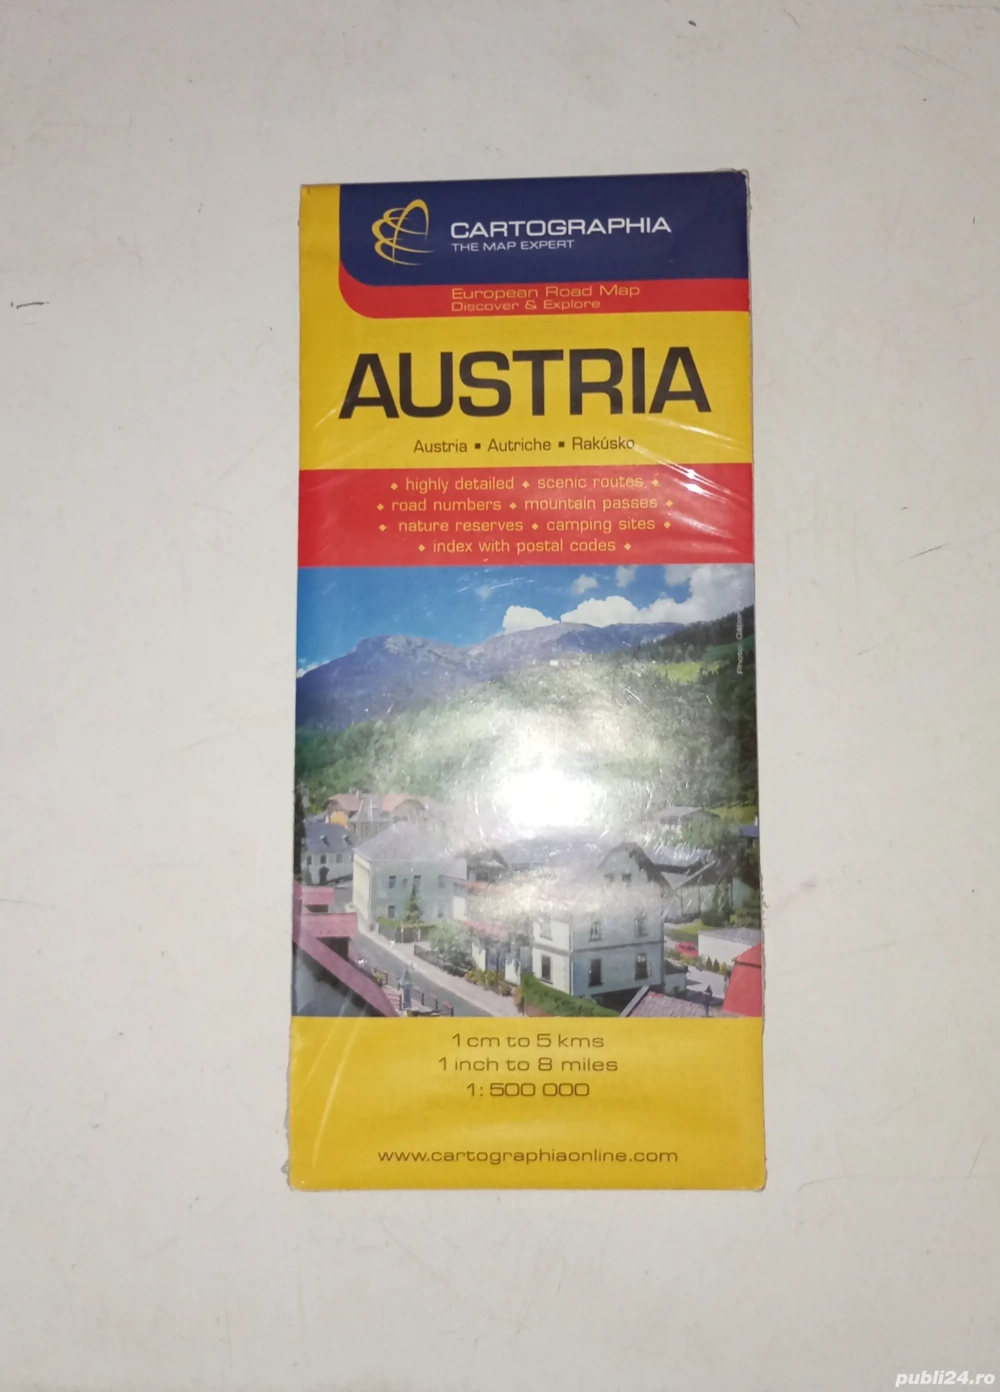 CARTOGRAPHIA
THE MAP EXPERT
European Road Map
Discover & Explore
AUSTRIA
Austria ▪ Autriche ▪ Rakúsko
⬥ highly detailed ⬥ scenic routes ⬥
⬥ road numbers ⬥ mountain passes ⬥
⬥ nature reserves ⬥ camping sites ⬥
⬥ index with postal codes ⬥
Photo:
1 cm to 5 kms
1 inch to 8 miles
1: 500 000
www.cartographiaonline.com
publi24.ro